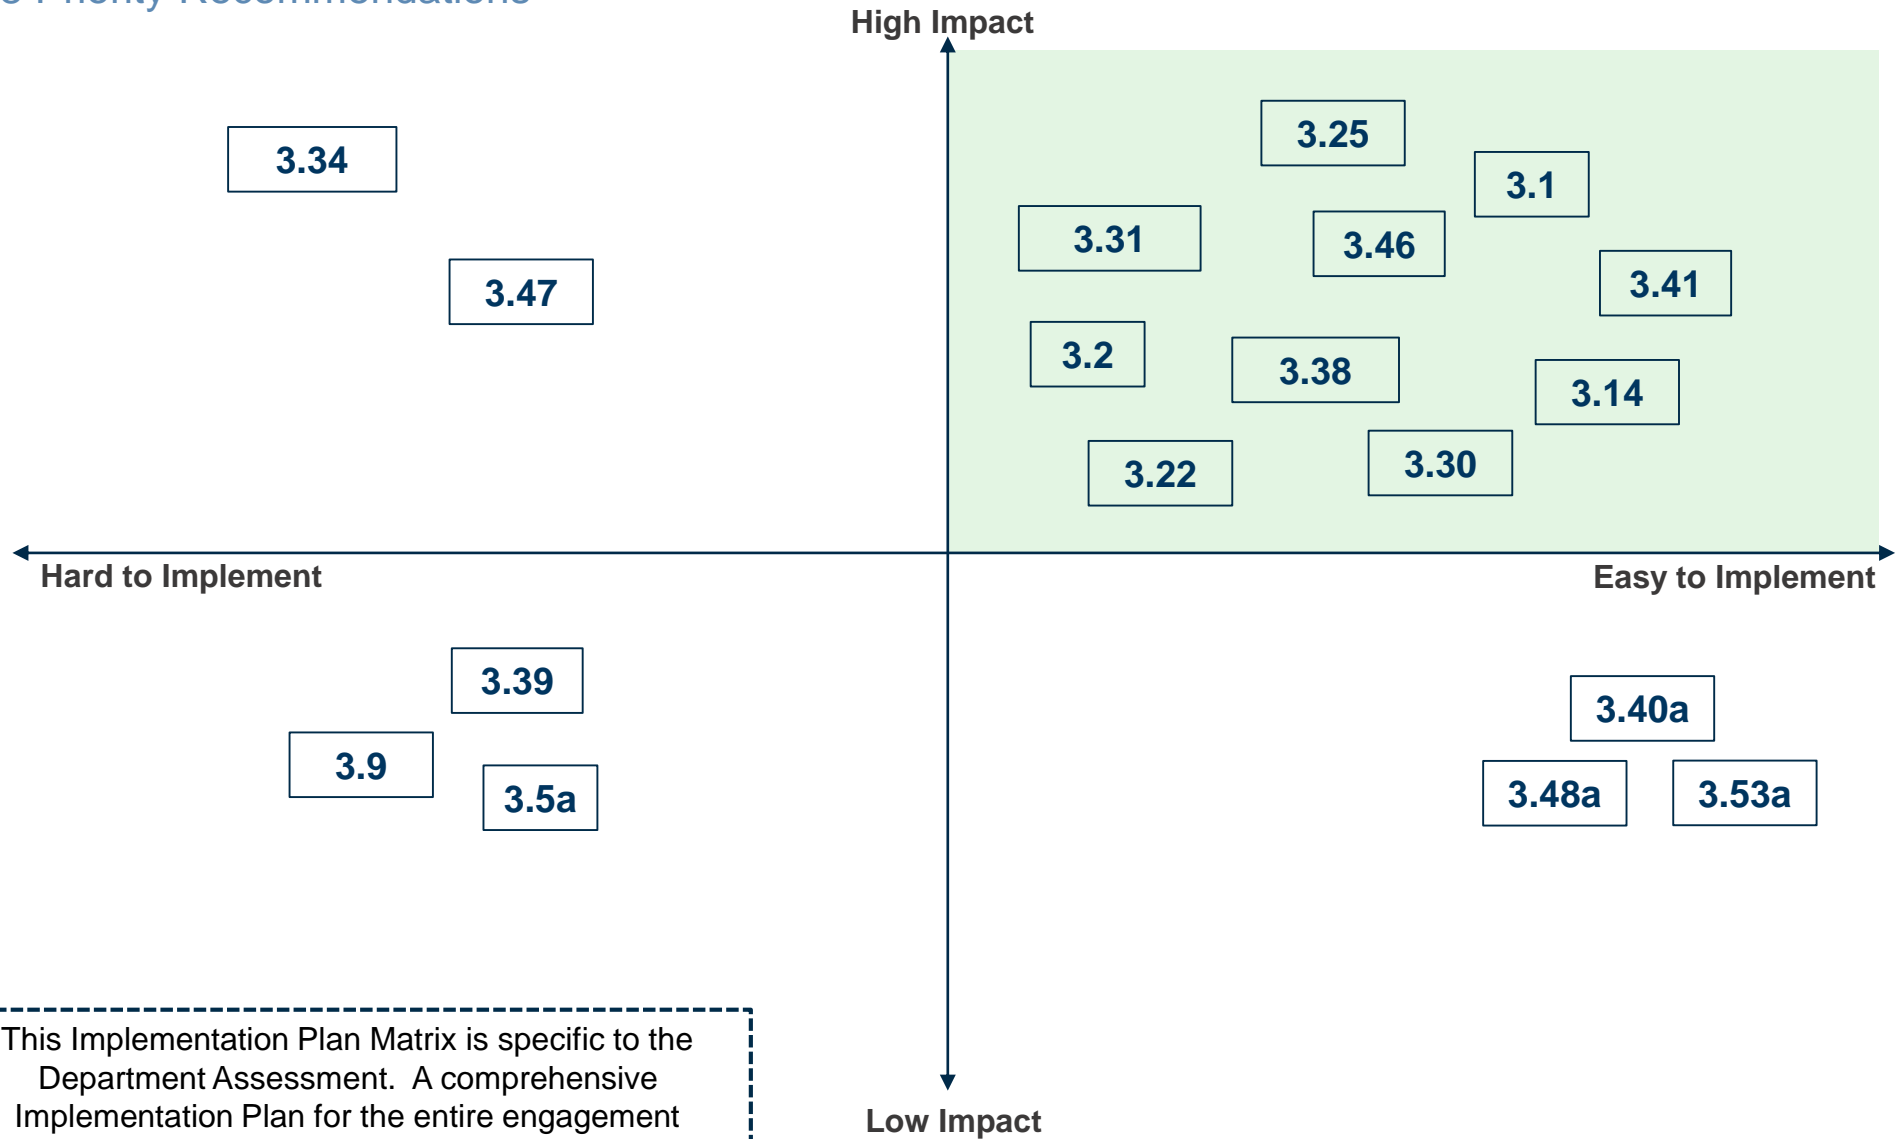 Priority Recommendations
High Impact
3.25
3.34
3.1
3.31
3.46
3.41
3.47
3.2
3.38
3.14
3.22
3.30
Hard to Implement
Easy to Implement
3.39
3.40a
3.9
3.5a
3.48a
3.53a
This Implementation Plan Matrix is specific to the
Department Assessment. A comprehensive
Implementation Plan for the entire engagement
Low Impact